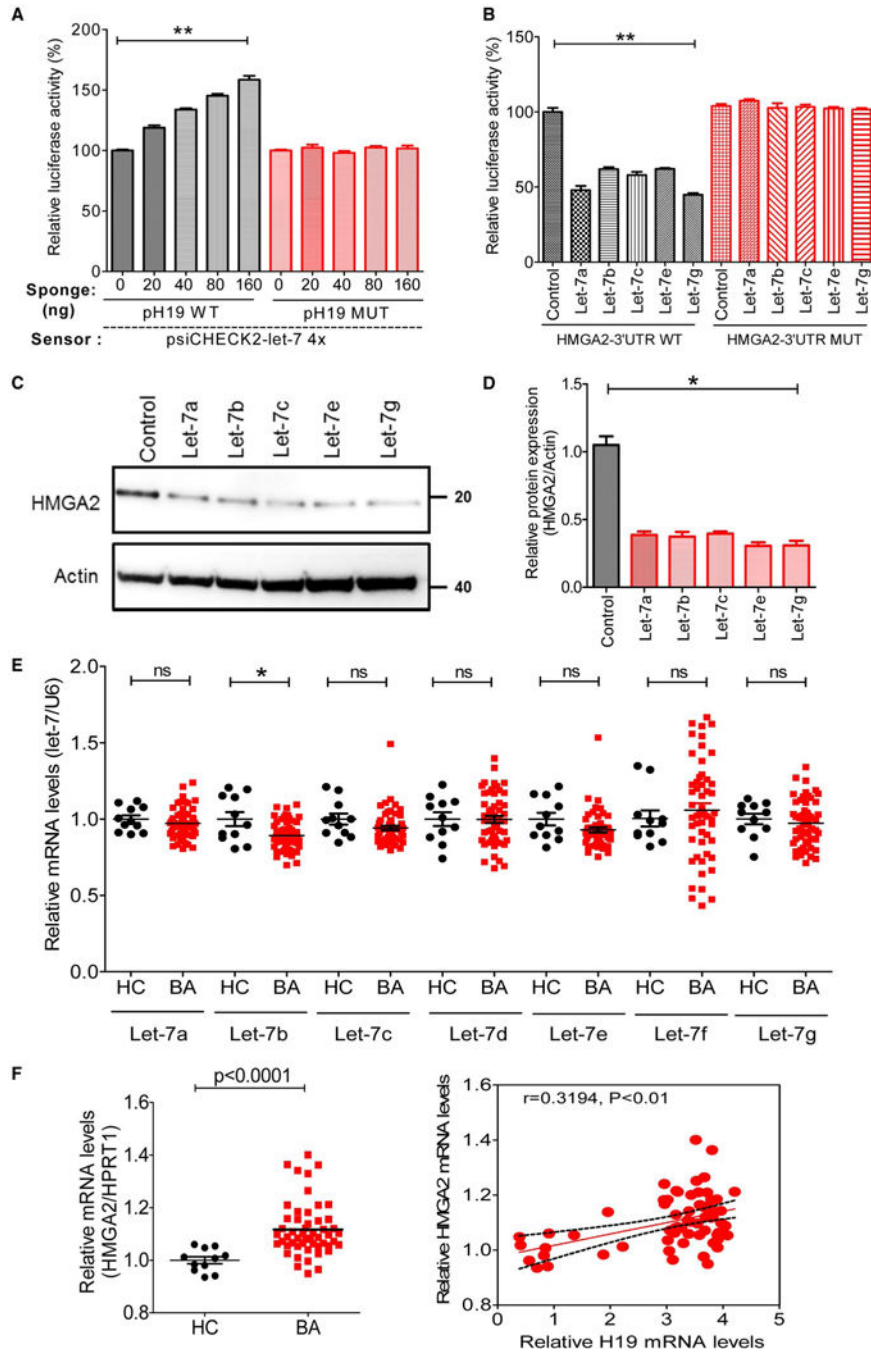 A
Relative luciferase activity (%)
**
200
150
100
50
0
Sponge:
(ng)
0 20 40 80 160 0 20 40 80 160
pH19 WT pH19 MUT
Sensor : psiCHECK2-let-7 4x
B
Relative luciferase activity (%)
**
150
100
50
0
Control Let-7a Let-7b Let-7c Let-7e Let-7g Control Let-7a Let-7b Let-7c Let-7e Let-7g
HMGA2-3'UTR WT HMGA2-3'UTR MUT
C
Control Let-7a Let-7b Let-7c Let-7e Let-7g
HMGA2 20
Actin 40
D
Relative protein expression
(HMGA2/Actin)
*
1.5
1.0
0.5
0.0
Control Let-7a Let-7b Let-7c Let-7e Let-7g
E
Relative mRNA levels (let-7/U6)
2.0
1.5
1.0
0.5
0.0
ns * ns ns ns ns ns
HC BA HC BA HC BA HC BA HC BA HC BA HC BA
Let-7a Let-7b Let-7c Let-7d Let-7e Let-7f Let-7g
F
Relative mRNA levels
(HMGA2/HPRT1)
p<0.0001
1.6
1.4
1.2
1.0
0.8
HC BA
Relative HMGA2 mRNA levels
r=0.3194, P<0.01
1.6
1.4
1.2
1.0
0.8
0 1 2 3 4 5
Relative H19 mRNA levels